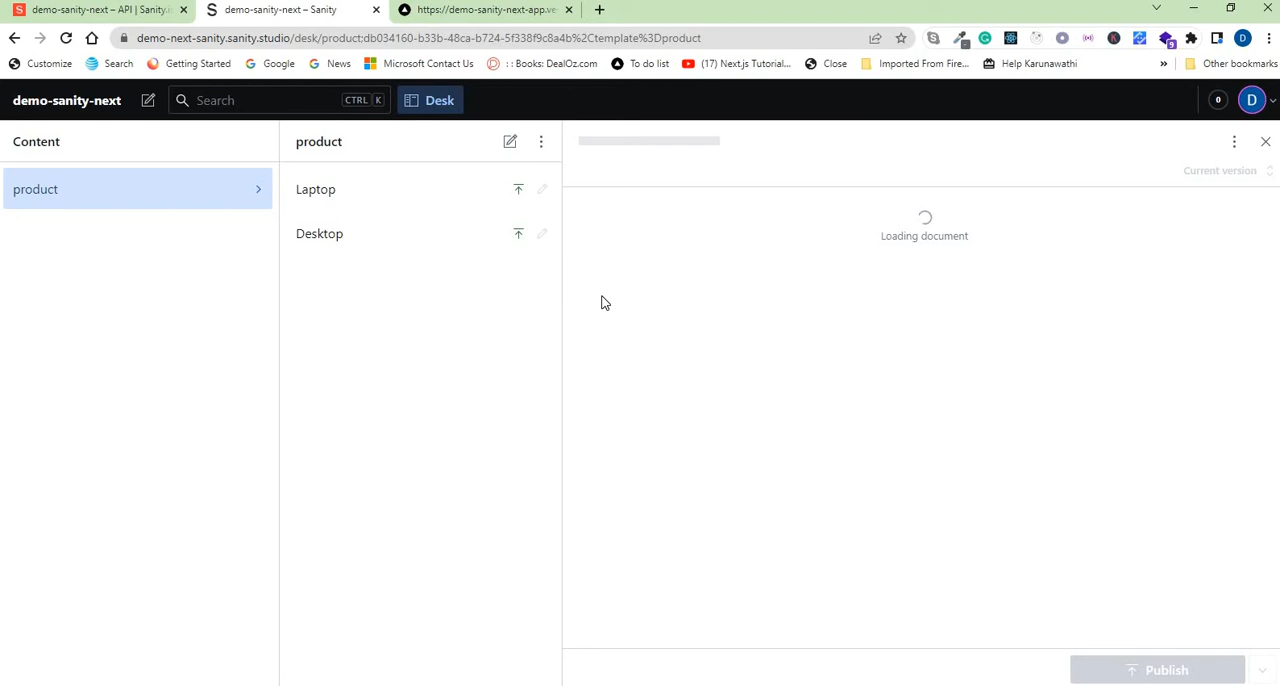 demo-sanity-next – API | Sanity.i
demo-sanity-next – Sanity
https://demo-sanity-next-app.ve
demo-next-sanity.sanity.studio/desk/product;db034160-b33b-48ca-b724-5f338f9c8a4b%2Ctemplate%3Dproduct
9
D
Customize
Search
Getting Started
Google
News
Microsoft Contact Us
: : Books: DealOz.com
To do list
(17) Next.js Tutorial...
Close
Imported From Fire...
Help Karunawathi
»
Other bookmarks
demo-sanity-next
Search
CTRL K
Desk
0
D
Content
product
Current version
product
Laptop
Desktop
Loading document
Publish